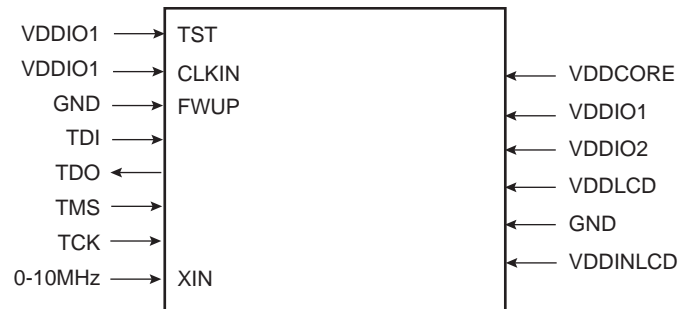 VDDIO1 TST
VDDIO1 CLKIN VDDCORE
GND FWUP VDDIO1
TDI VDDIO2
TDO VDDLCD
TMS GND
TCK VDDINLCD
0-10MHz XIN